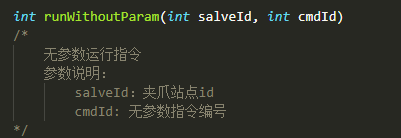 int runWithoutParam(int salveId, int cmdId)
/*
无参数运行指令
参数说明：
salveId：夹爪站点id
cmdId: 无参数指令编号
*/